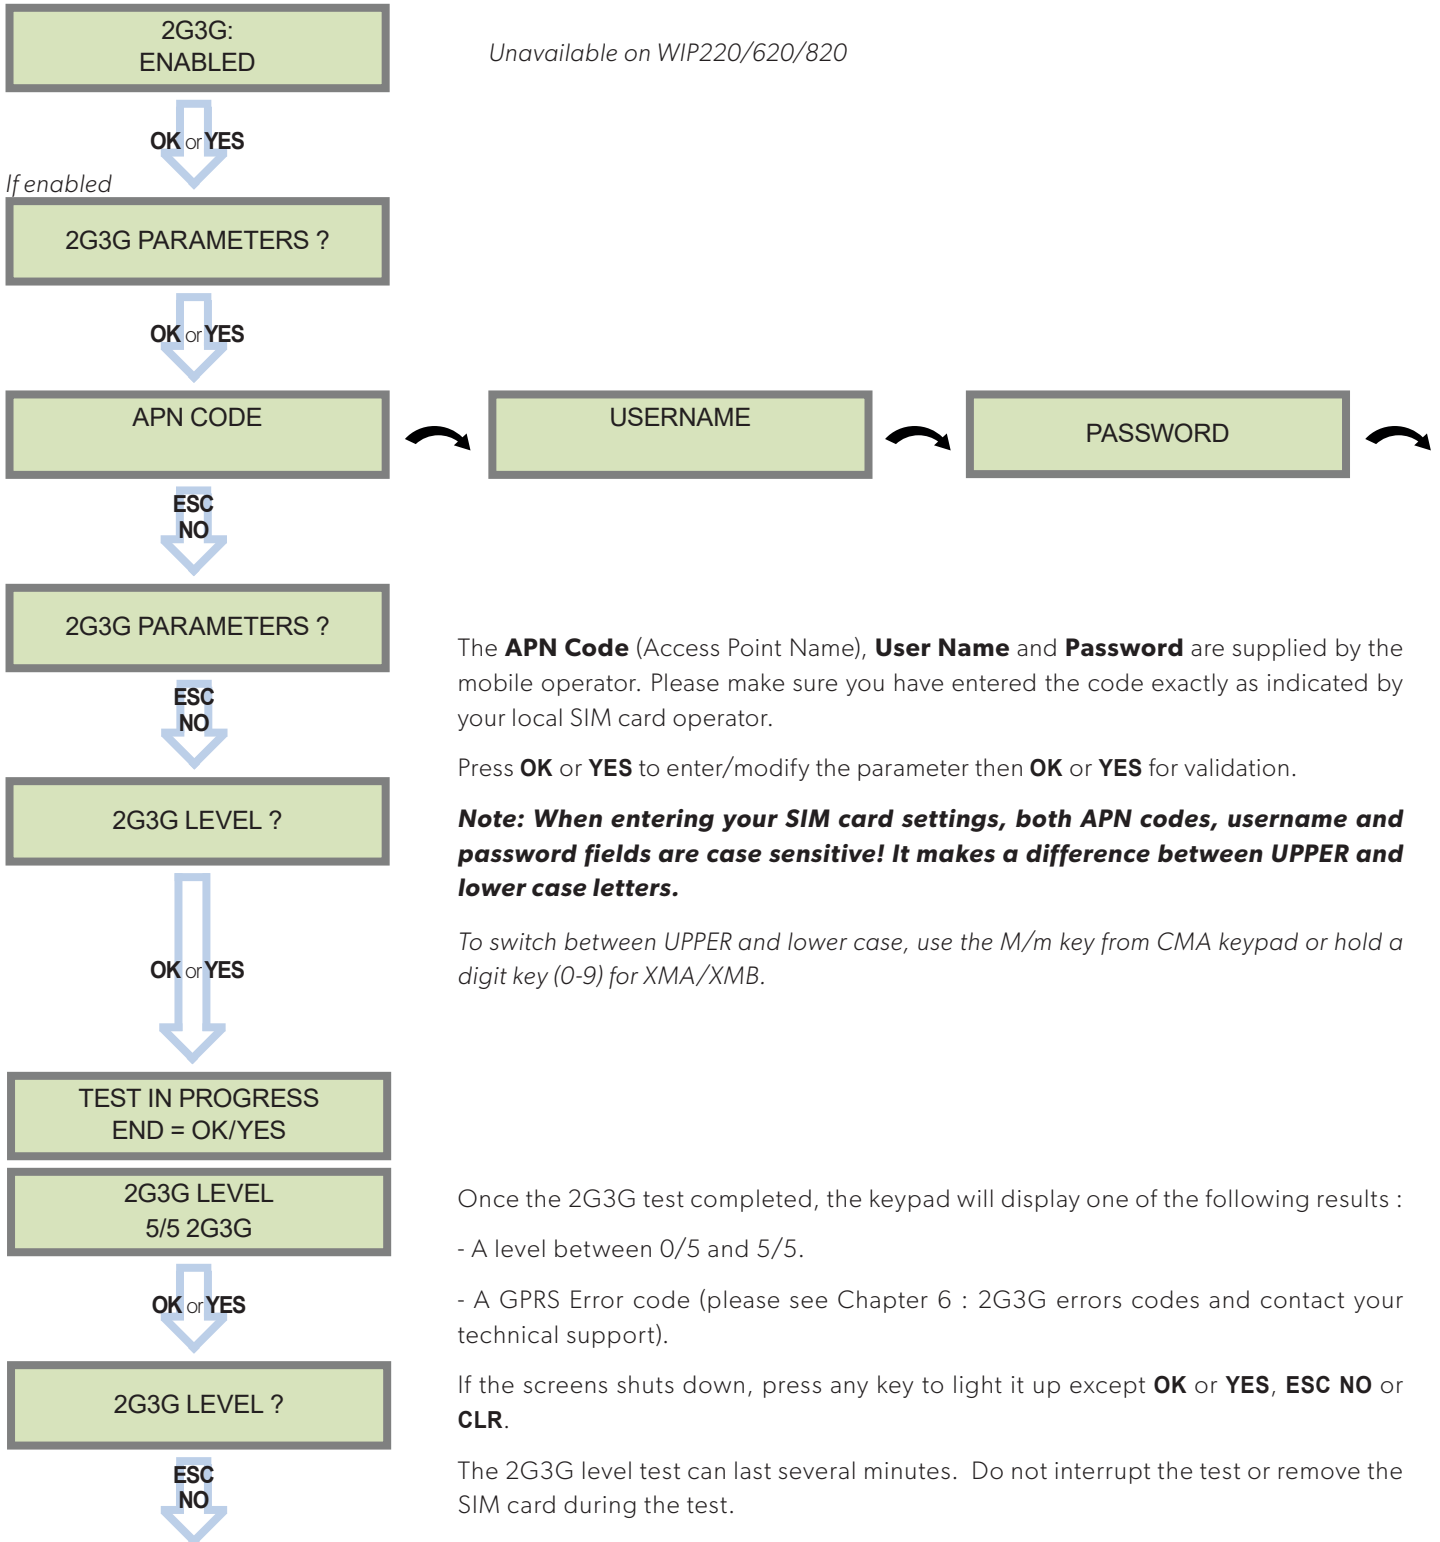 2G3G:
ENABLED
Unavailable on WIP220/620/820
OK or YES
If enabled
2G3G PARAMETERS ?
OK or YES
APN CODE
USERNAME
PASSWORD
ESC
NO
2G3G PARAMETERS ?
The APN Code (Access Point Name), User Name and Password are supplied by the
mobile operator. Please make sure you have entered the code exactly as indicated by
your local SIM card operator.
ESC
NO
Press OK or YES to enter/modify the parameter then OK or YES for validation.
2G3G LEVEL ?
Note: When entering your SIM card settings, both APN codes, username and
password fields are case sensitive! It makes a difference between UPPER and
lower case letters.
To switch between UPPER and lower case, use the M/m key from CMA keypad or hold a
digit key (0-9) for XMA/XMB.
OK or YES
TEST IN PROGRESS
END = OK/YES
2G3G LEVEL
5/5 2G3G
Once the 2G3G test completed, the keypad will display one of the following results :
- A level between 0/5 and 5/5.
- A GPRS Error code (please see Chapter 6 : 2G3G errors codes and contact your
technical support).
OK or YES
2G3G LEVEL ?
If the screens shuts down, press any key to light it up except OK or YES, ESC NO or
CLR.
ESC
NO
The 2G3G level test can last several minutes. Do not interrupt the test or remove the
SIM card during the test.